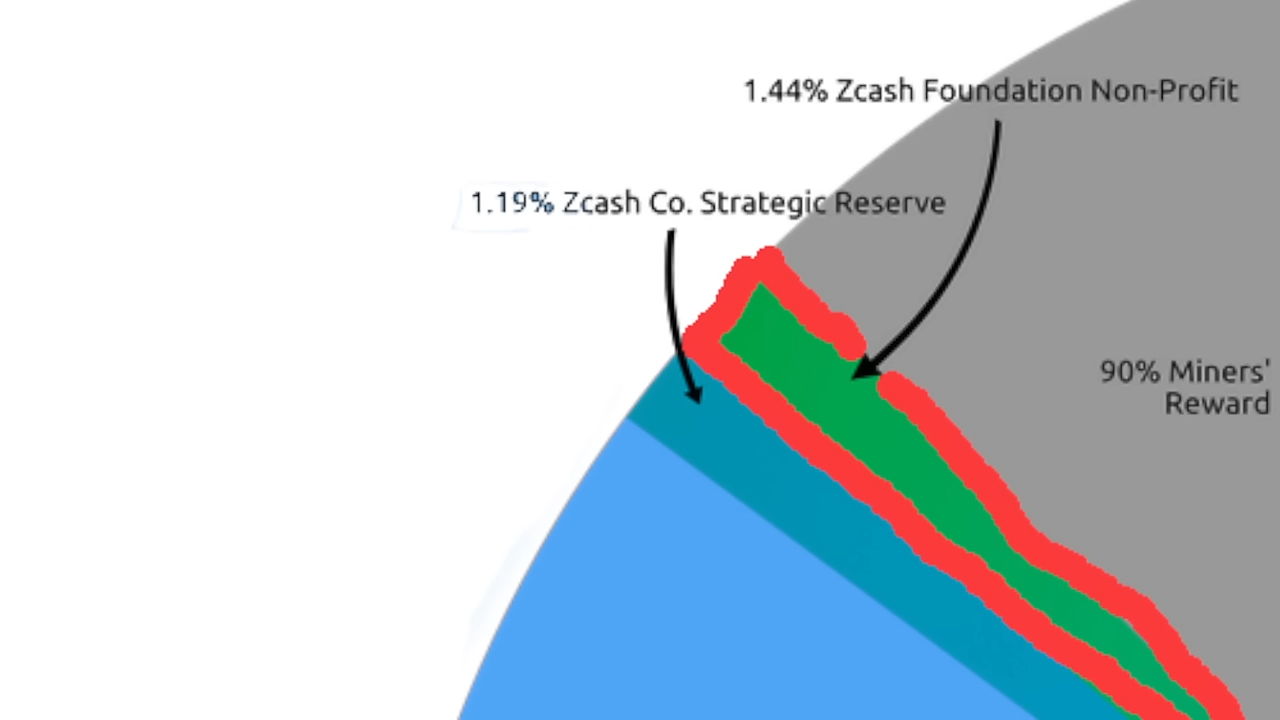 1.44% Zcash Foundation Non-Profit
1.19% Zcash Co. Strategic Reserve
90% Miners'
Reward